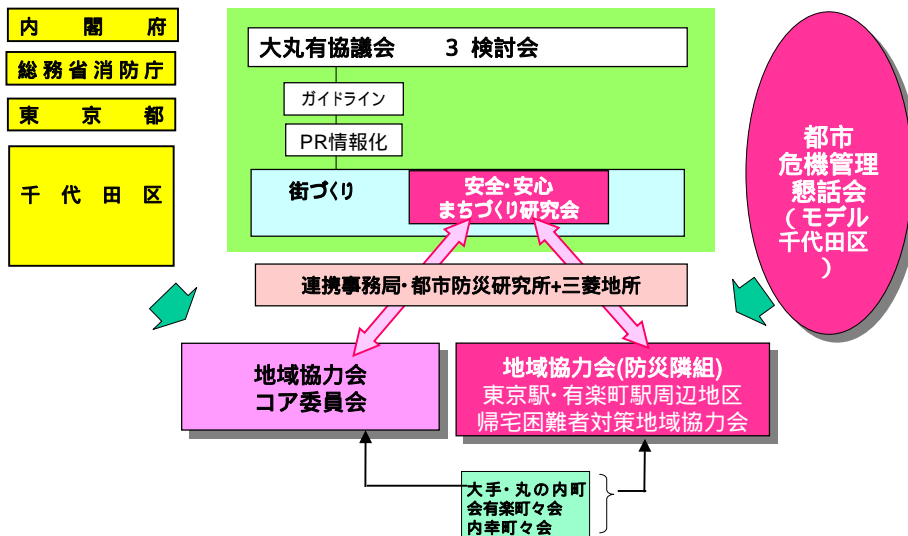 内閣府
総務省消防庁
東京都
千代田区
大丸有協議会 3 検討会
ガイドライン
PR情報化
街づくり
安全・安心
まちづくり研究会
都市
危機管理
懇話会
(モデル
千代田区
)
連携事務局・都市防災研究所+三菱地所
地域協力会
コア委員会
地域協力会(防災隣組)
東京駅・有楽町駅周辺地区
帰宅困難者対策地域協力会
大手・丸の内町
会有楽町々会
内幸町々会